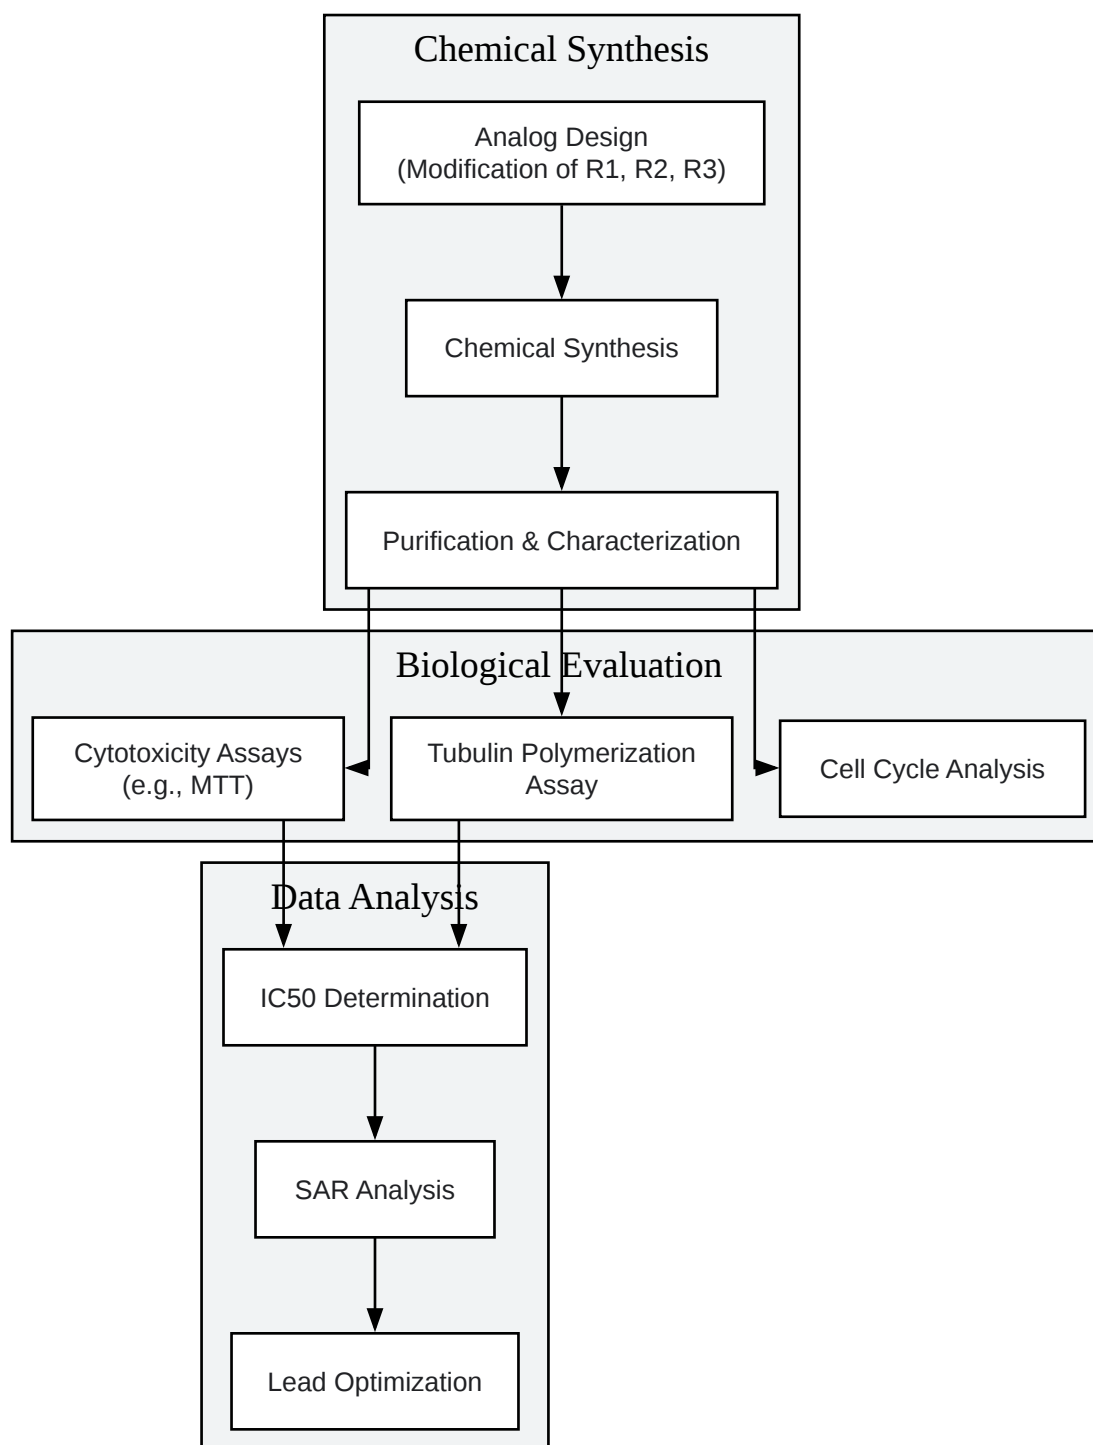 Chemical Synthesis
Analog Design
(Modification of R1, R2, R3)
Chemical Synthesis
Purification & Characterization
Biological Evaluation
Cytotoxicity Assays
(e.g., MTT)
Tubulin Polymerization
Assay
Cell Cycle Analysis
Data Analysis
IC50 Determination
SAR Analysis
Lead Optimization